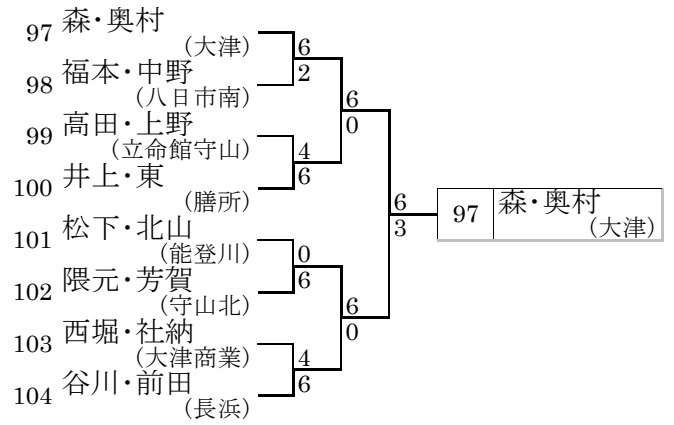 97 森・奥村
(大津)
6
2
98 福本・中野
(八日市南)
6
0
99 高田・上野
(立命館守山)
4
6
100 井上・東
(膳所)
6
3
97 森・奥村
(大津)
101 松下・北山
(能登川)
0
6
102 隈元・芳賀
(守山北)
6
0
103 西堀・社納
(大津商業)
4
6
104 谷川・前田
(長浜)